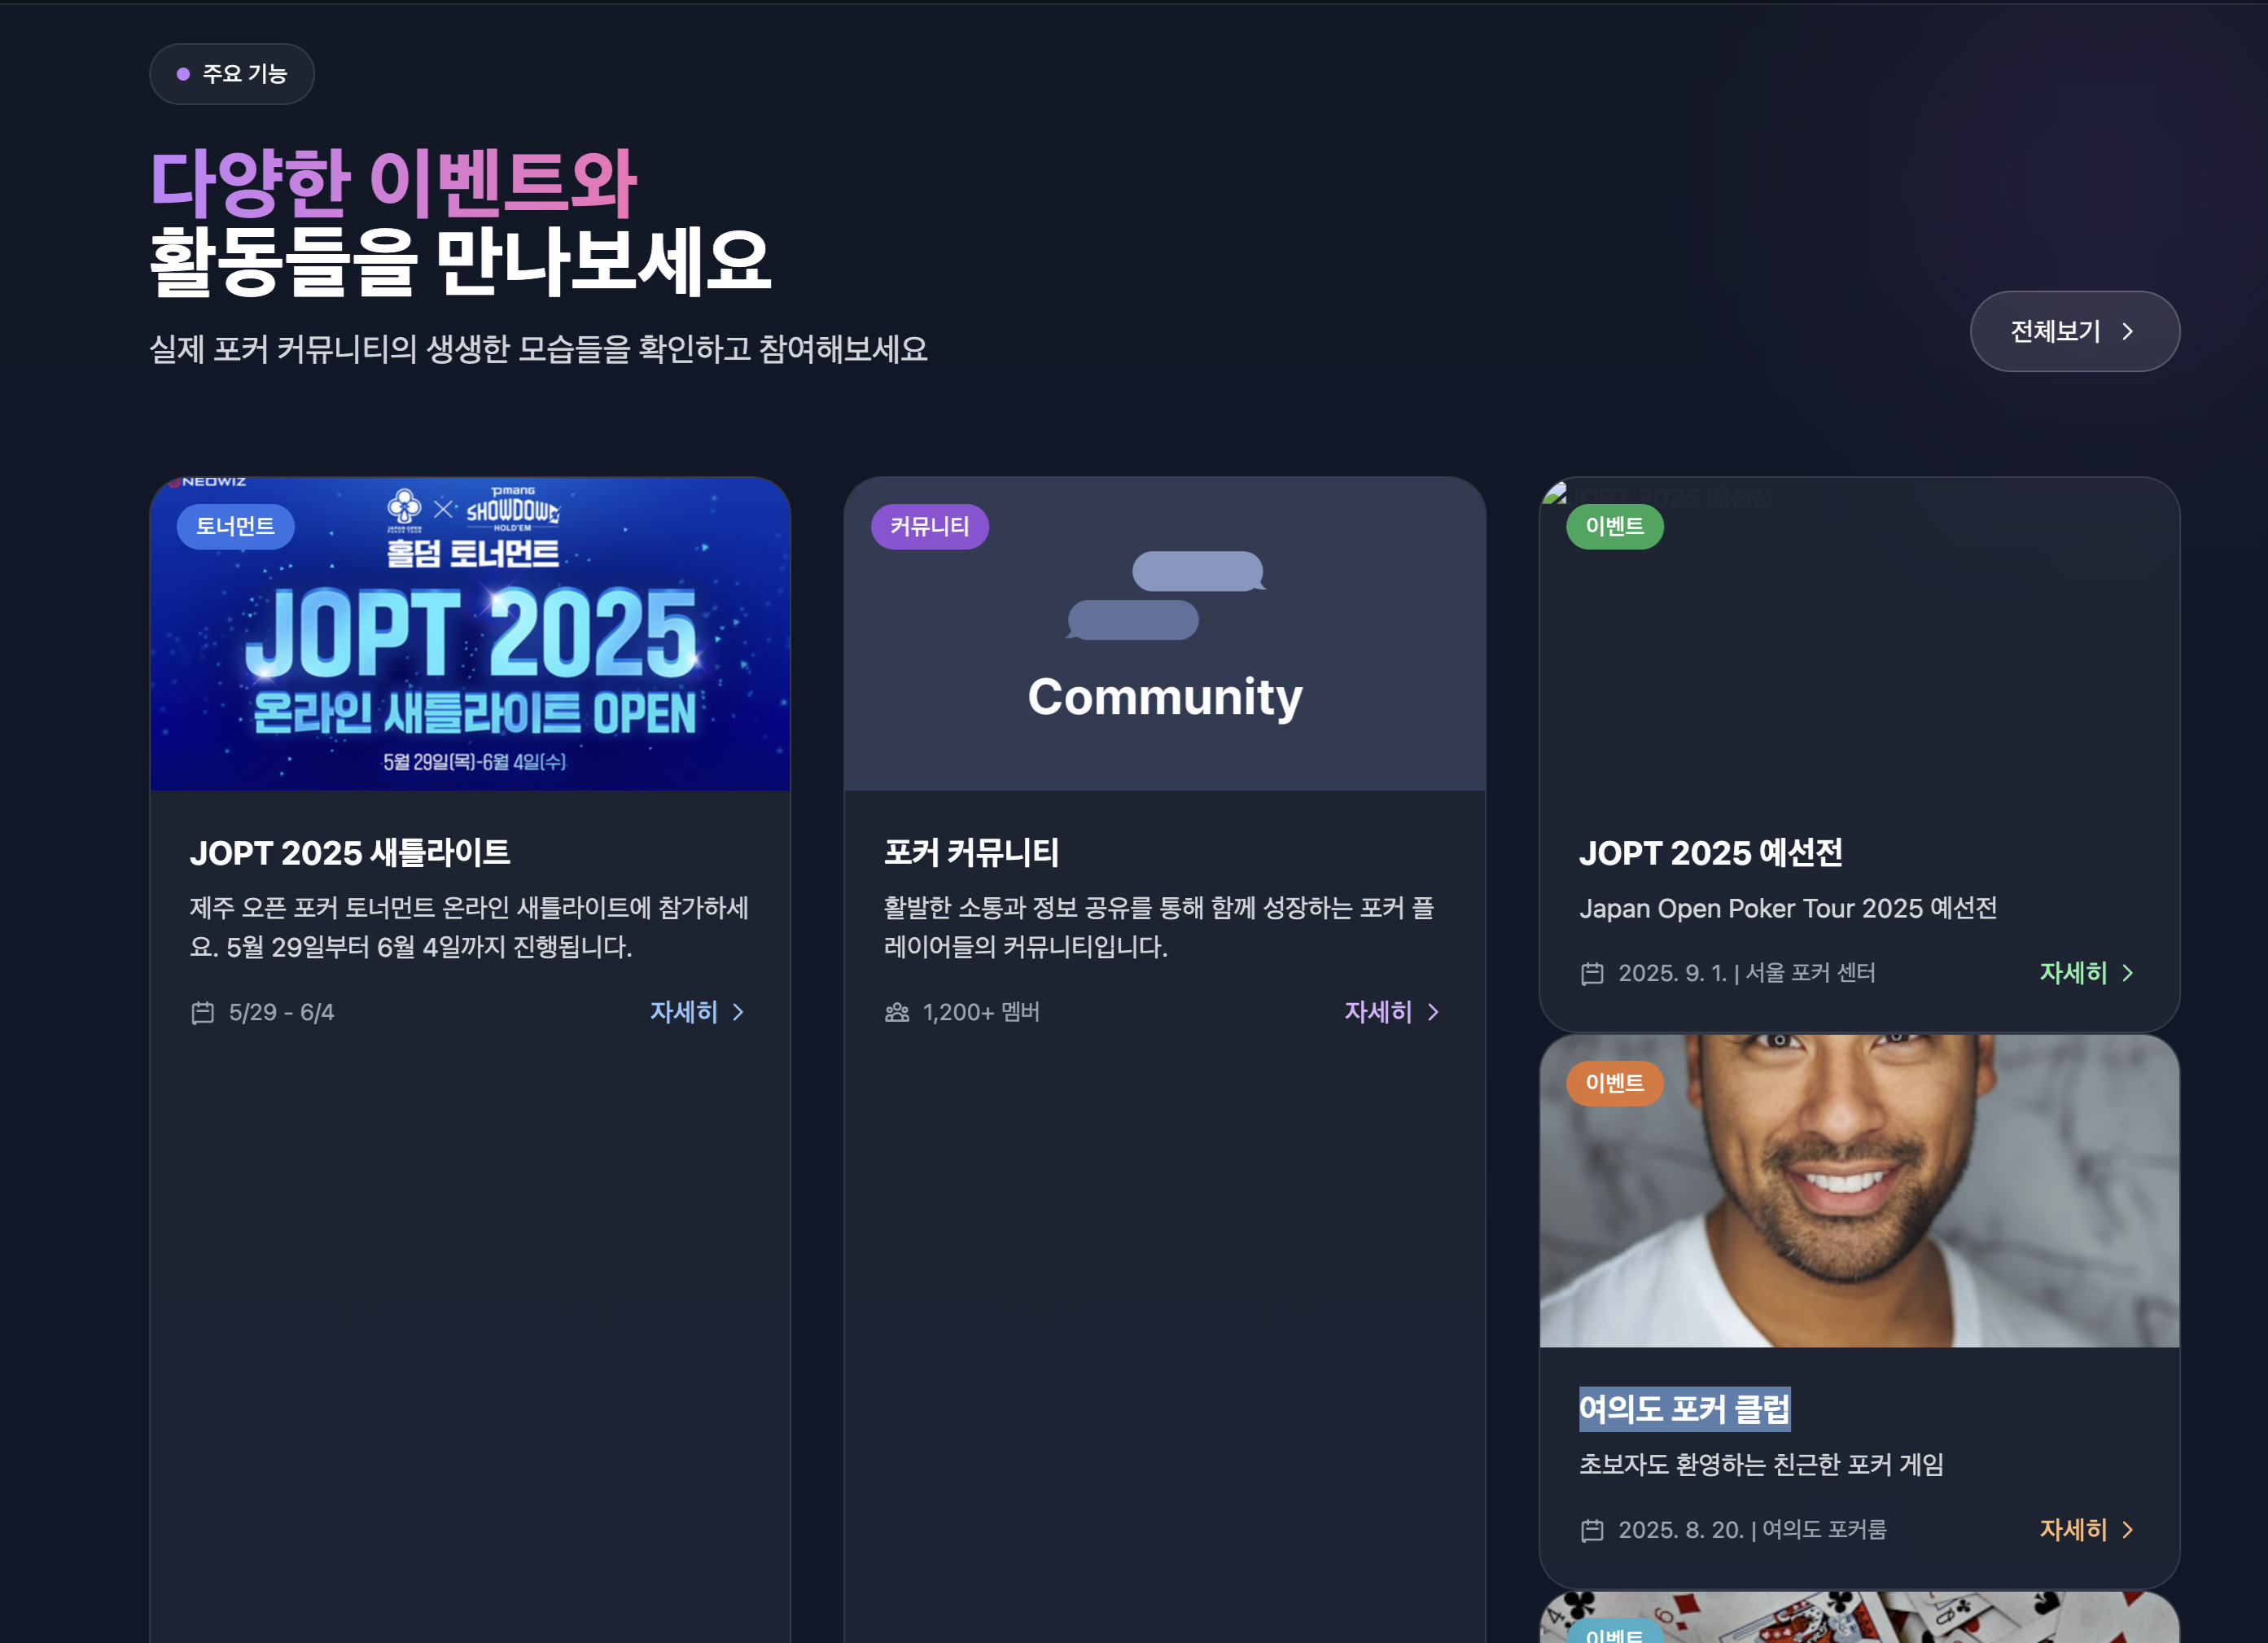 주요 기능
다양한 이벤트와
활동들을 만나보세요
실제 포커 커뮤니티의 생생한 모습들을 확인하고 참여해보세요
전체보기
NEOWIZ
토너먼트
JAPAN OPEN
POKER TOUR
Pmang
SHOWDOWN
HOLD'EM
홀덤 토너먼트
JOPT 2025
온라인 새틀라이트 OPEN
5월 29일(목)-6월 4일(수)
JOPT 2025 새틀라이트
제주 오픈 포커 토너먼트 온라인 새틀라이트에 참가하세
요. 5월 29일부터 6월 4일까지 진행됩니다.
5/29 - 6/4
자세히
커뮤니티
Community
포커 커뮤니티
활발한 소통과 정보 공유를 통해 함께 성장하는 포커 플
레이어들의 커뮤니티입니다.
1,200+ 멤버
자세히
JOPT 2025 예선전
이벤트
JOPT 2025 예선전
Japan Open Poker Tour 2025 예선전
2025. 9. 1. | 서울 포커 센터
자세히
이벤트
여의도 포커 클럽
초보자도 환영하는 친근한 포커 게임
2025. 8. 20. | 여의도 포커룸
자세히
이벤트